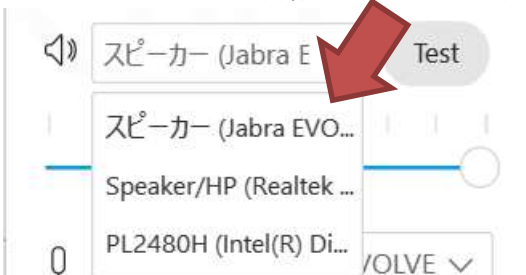 スピーカー (Jabra E
Test
スピーカー (Jabra EVO...
Speaker/HP (Realtek ...
PL2480H (Intel(R) Di...
VOLVE